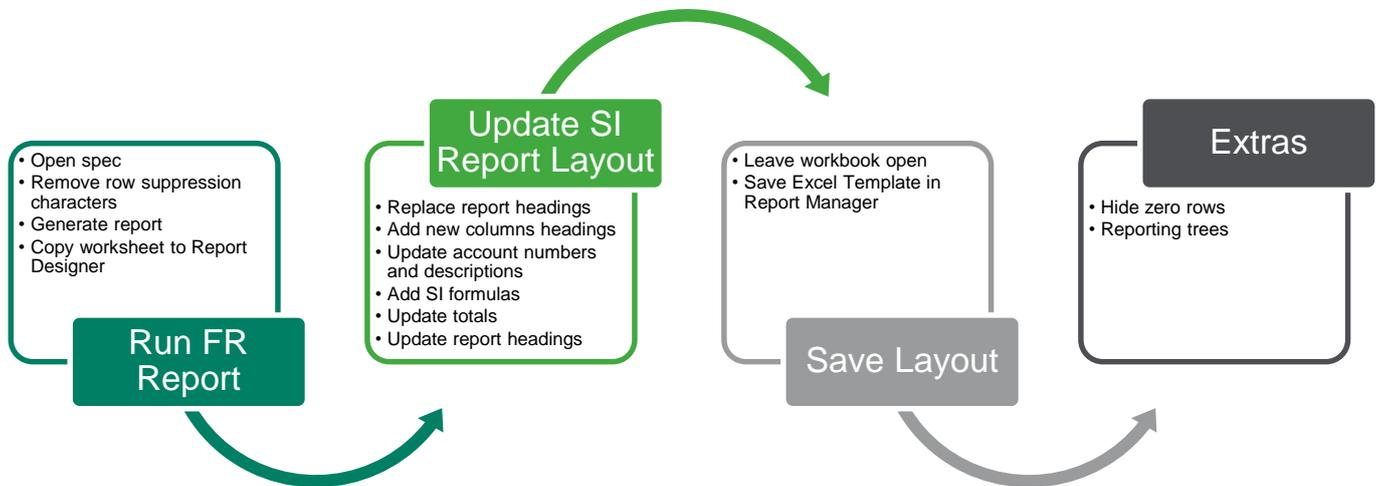 • Open spec
• Remove row suppression
characters
• Generate report
• Copy worksheet to Report
Designer
Run FR
Report
Update SI
Report Layout
• Replace report headings
• Add new columns headings
• Update account numbers
and descriptions
• Add SI formulas
• Update totals
• Update report headings
• Leave workbook open
• Save Excel Template in
Report Manager
Save Layout
Extras
• Hide zero rows
• Reporting trees